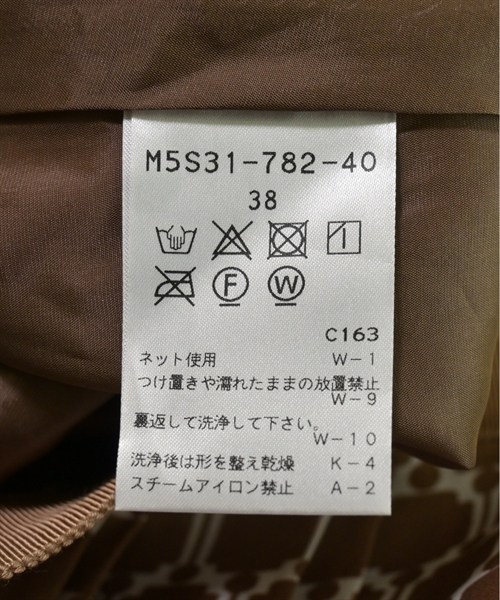 M5S31-782-40
38
F W
C163
ネット使用 W-1
つけ置きや濡れたままの放置禁止
W-9
裏返して洗浄して下さい。
W-10
洗浄後は形を整え乾燥 K-4
スチームアイロン禁止 A-2